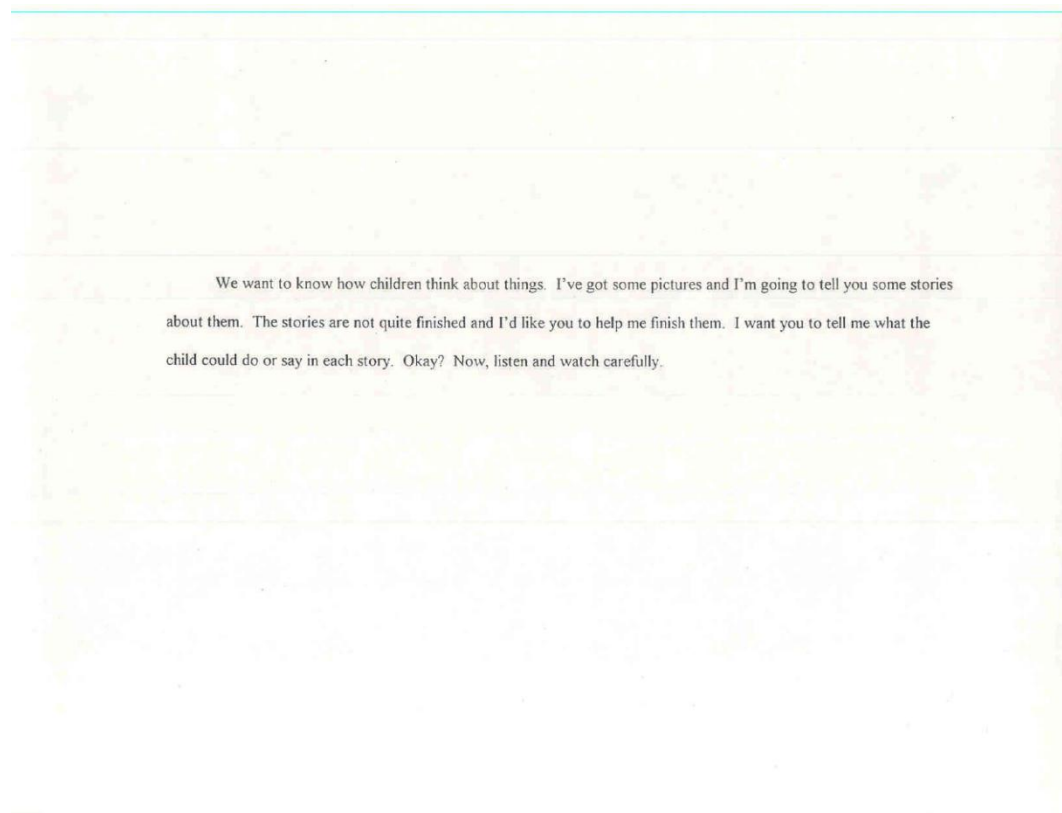 We want to know how children think about things.  I've got some pictures and I'm going to tell you some stories
about them.  The stories are not quite finished and I'd like you to help me finish them.  I want you to tell me what the
child could do or say in each story.  Okay?  Now, listen and watch carefully.